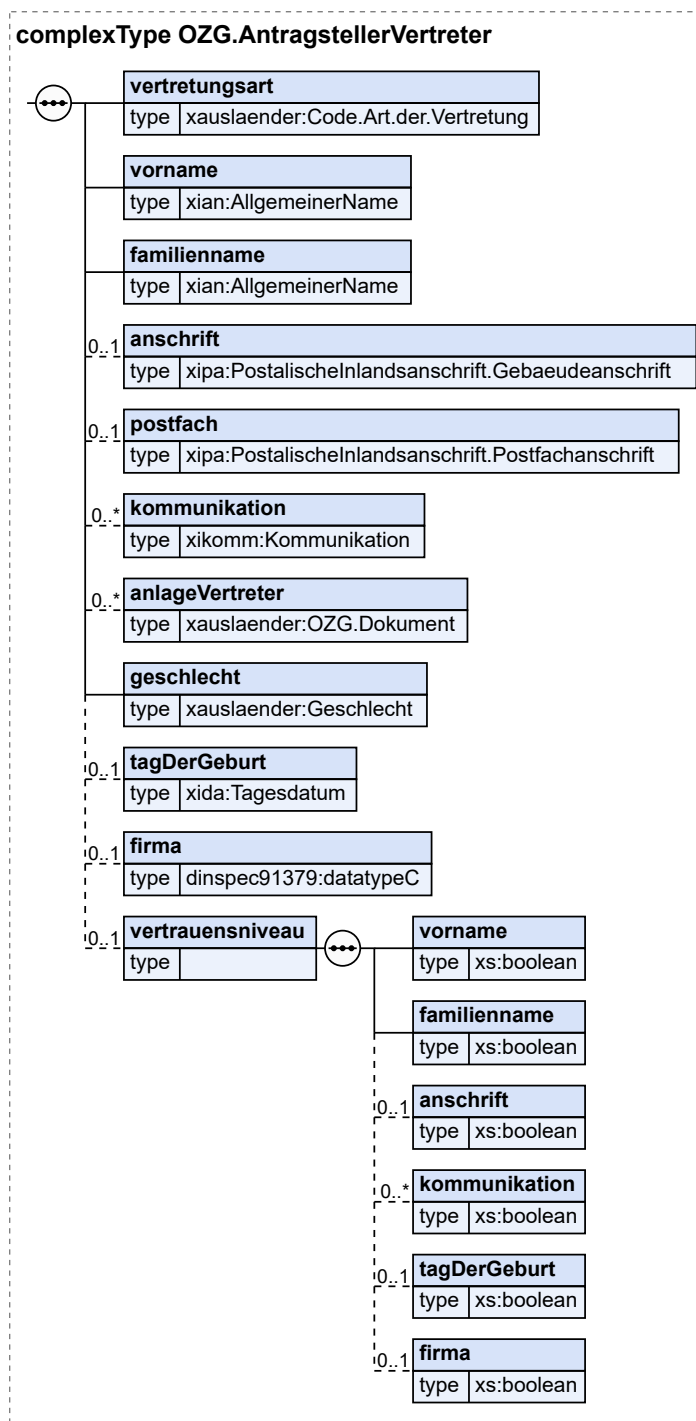 complexType OZG.AntragstellerVertreter
vertretungsart
type xauslaender:Code.Art.der.Vertretung
vorname
type xian:AllgemeinerName
familienname
type xian:AllgemeinerName
0..1 anschrift
type xipa:PostalischeInlandsanschrift.Gebaeudeanschrift
0..1 postfach
type xipa:PostalischeInlandsanschrift.Postfachanschrift
0..* kommunikation
type xikomm:Kommunikation
0..* anlageVertreter
type xauslaender:OZG.Dokument
geschlecht
type xauslaender:Geschlecht
0..1 tagDerGeburt
type xida:Tagesdatum
0..1 firma
type dinspec91379:datatypeC
0..1 vertrauensniveau
type
vorname
type xs:boolean
familienname
type xs:boolean
0..1 anschrift
type xs:boolean
0..* kommunikation
type xs:boolean
0..1 tagDerGeburt
type xs:boolean
0..1 firma
type xs:boolean